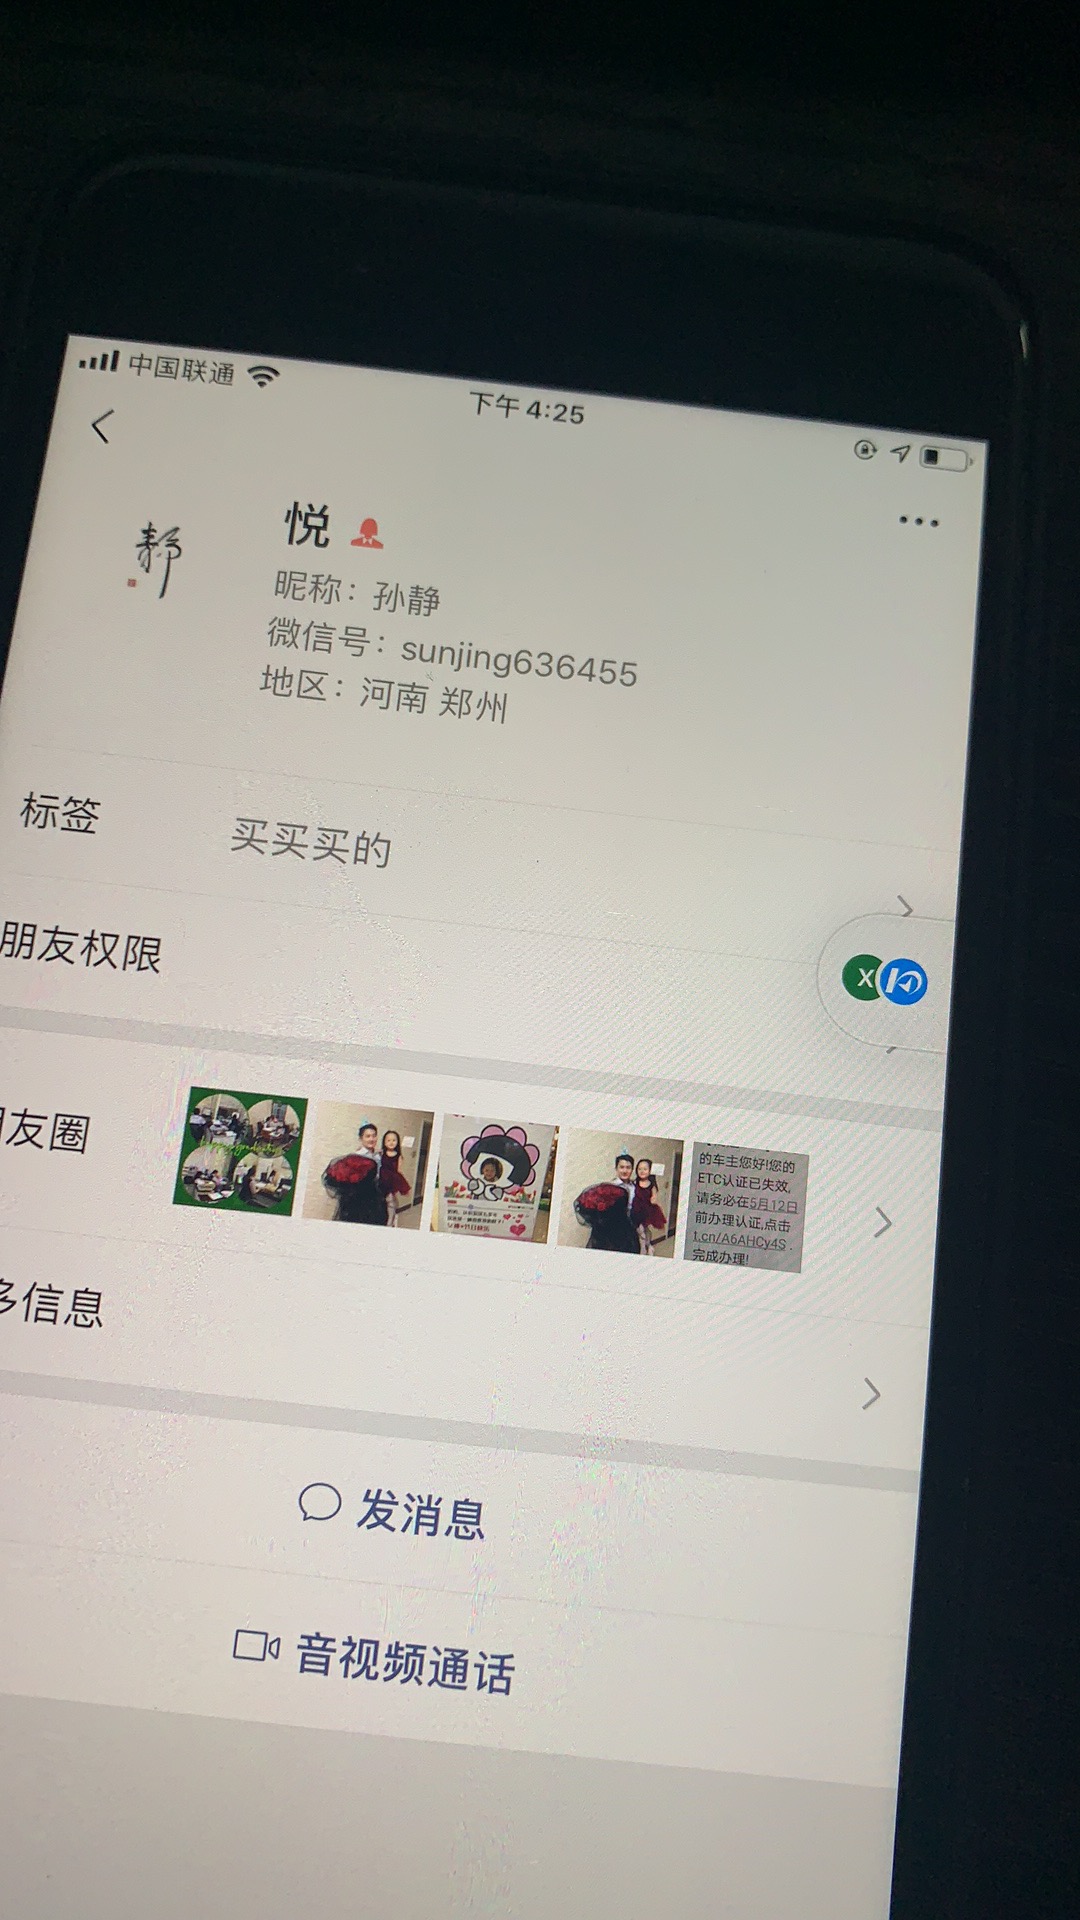 中国联通
下午 4:25
静
悦
昵称：孙静
微信号：sunjing636455
地区：河南 郑州
标签
买买买的
朋友权限
X
友圈
的车主您好!您的
ETC认证已失效,
请务必在5月12日
前办理认证,点击
t.cn/A6AHCy4S .
完成办理!
多信息
发消息
音视频通话